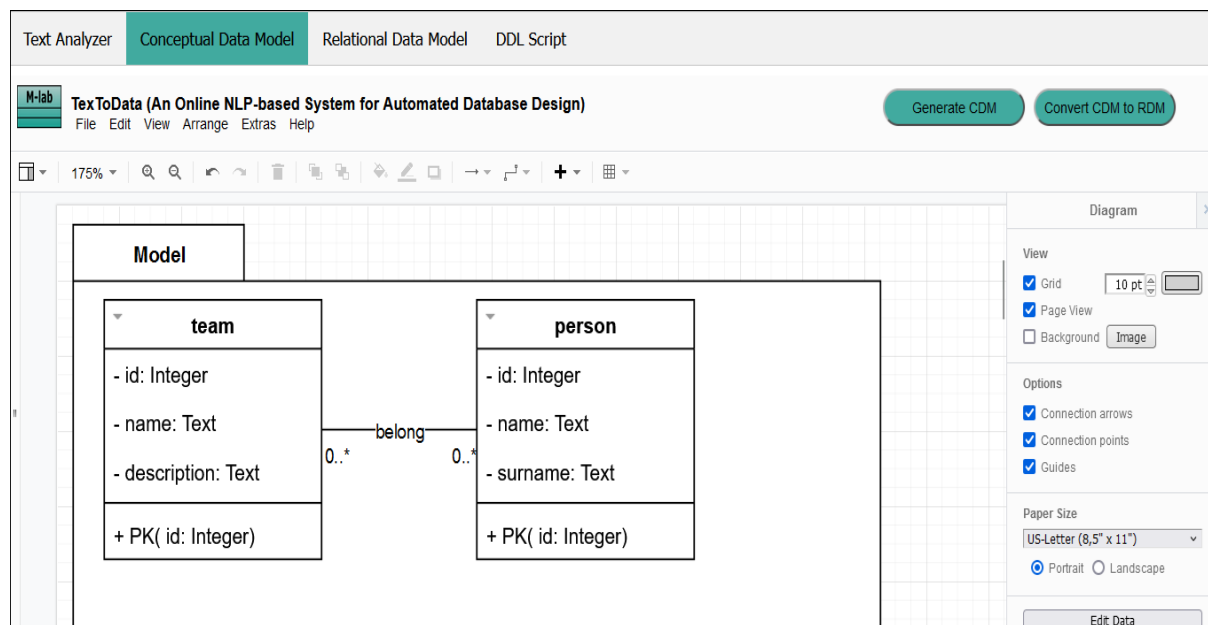 Text Analyzer Conceptual Data Model Relational Data Model DDL Script
M-lab
TexToData (An Online NLP-based System for Automated Database Design)
File Edit View Arrange Extras Help
Generate CDM Convert CDM to RDM
175%
Diagram
Model
View
Grid 10 pt
Page View
Background Image
team person
- id: Integer - id: Integer
- name: Text - name: Text
belong
0..* 0..*
- description: Text - surname: Text
+ PK( id: Integer) + PK( id: Integer)
Options
Connection arrows
Connection points
Guides
Paper Size
US-Letter (8,5" x 11")
Portrait Landscape
Edit Data